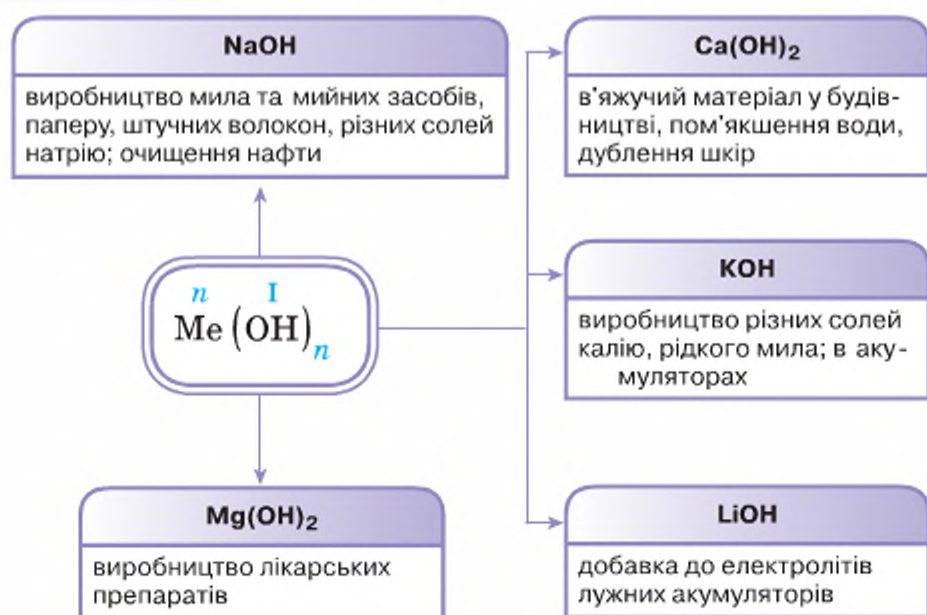 NaOH
виробництво мила та мийних засобів,
паперу, штучних волокон, різних солей
натрію; очищення нафти
Ca(OH)₂
в'яжучий матеріал у будів-
ництві, пом'якшення води,
дублення шкір
n I
Me (OH)n
KOH
виробництво різних солей
калію, рідкого мила; в аку-
муляторах
Mg(OH)₂
виробництво лікарських
препаратів
LiOH
добавка до електролітів
лужних акумуляторів